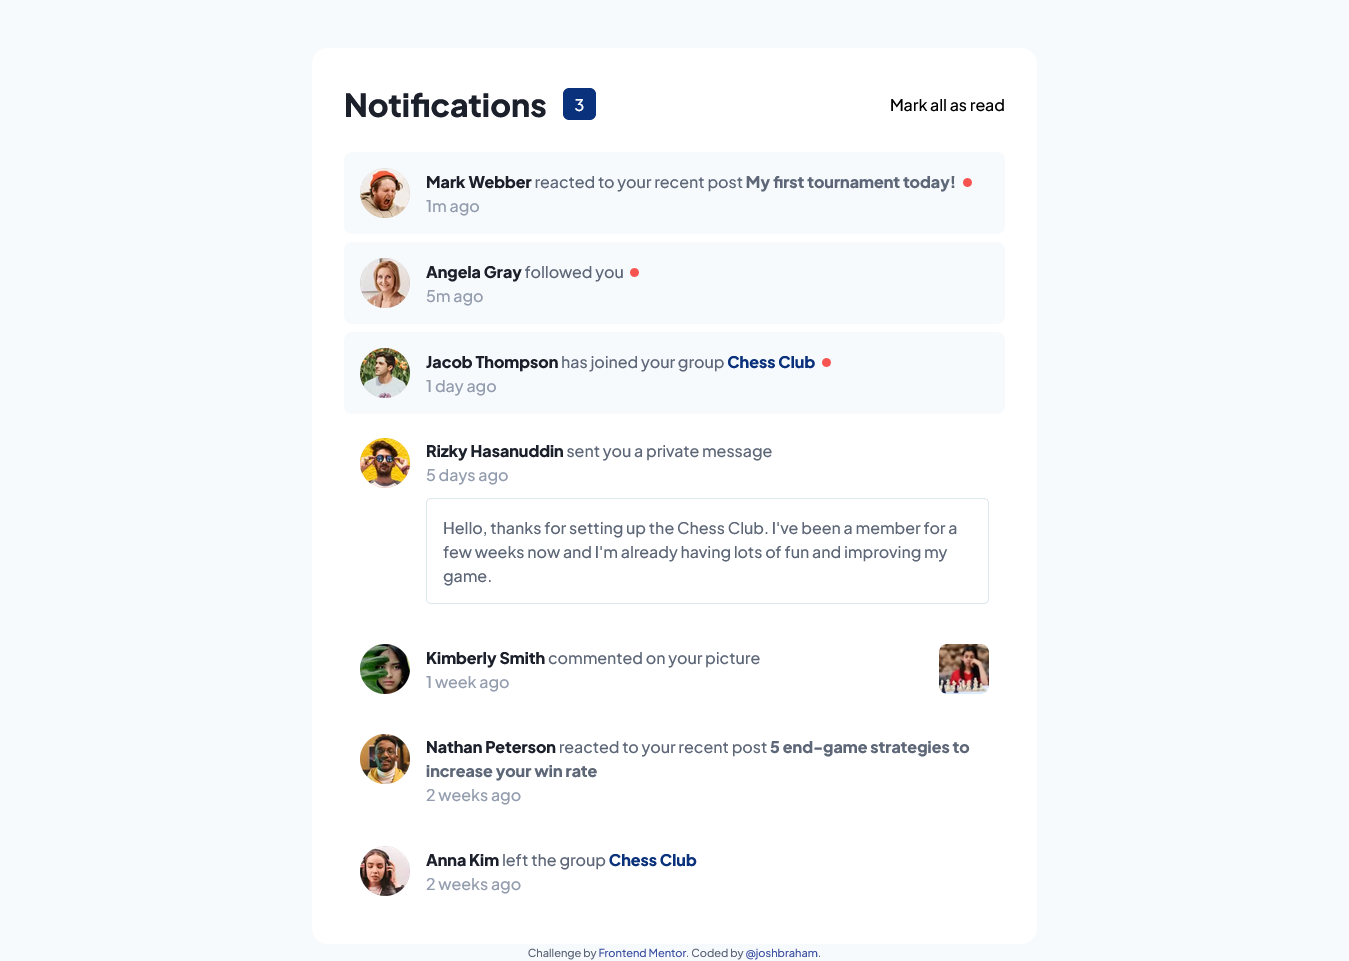 Notifications 3 Mark all as read
Mark Webber reacted to your recent post My first tournament today!
1m ago
Angela Gray followed you
5m ago
Jacob Thompson has joined your group Chess Club
1 day ago
Rizky Hasanuddin sent you a private message
5 days ago
Hello, thanks for setting up the Chess Club. I've been a member for a
few weeks now and I'm already having lots of fun and improving my
game.
Kimberly Smith commented on your picture
1 week ago
Nathan Peterson reacted to your recent post 5 end-game strategies to
increase your win rate
2 weeks ago
Anna Kim left the group Chess Club
2 weeks ago
Challenge by Frontend Mentor. Coded by @joshbraham.